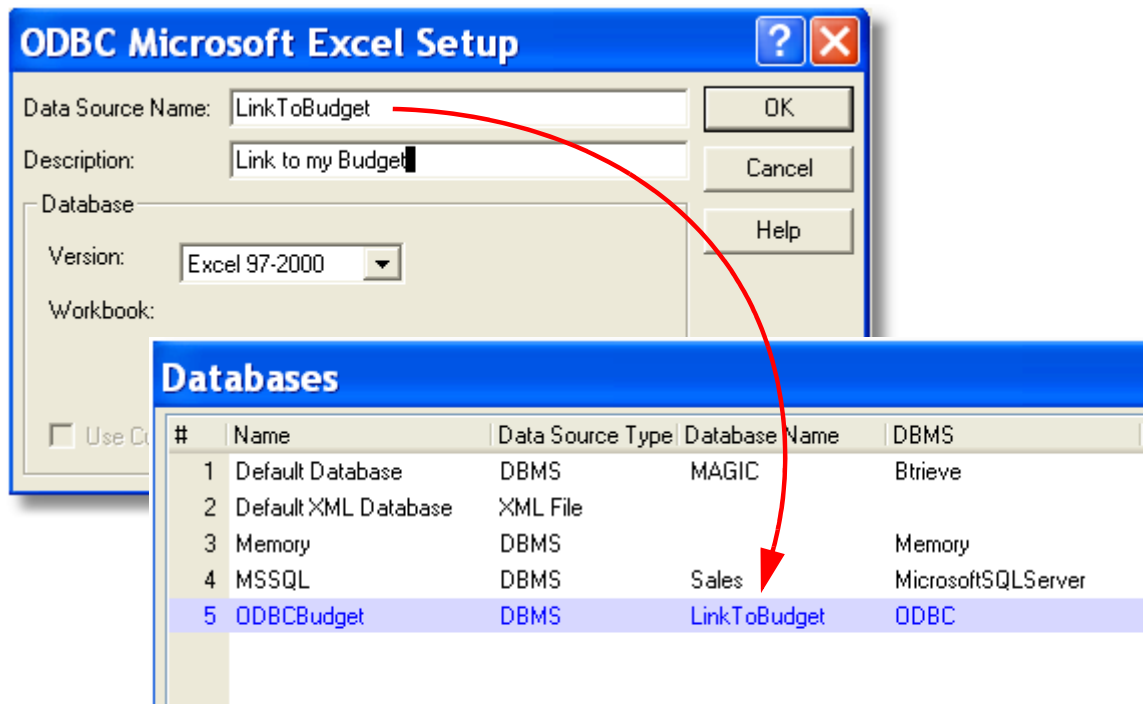 ODBC Microsoft Excel Setup
Data Source Name: LinkToBudget OK
Description: Link to my Budget Cancel
Database
Help
Version: Excel 97-2000
Workbook:
Use
Databases
# Name Data Source Type Database Name DBMS
1 Default Database DBMS MAGIC Btrieve
2 Default XML Database XML File
3 Memory DBMS Memory
4 MSSQL DBMS Sales MicrosoftSQLServer
5 ODBCBudget DBMS LinkToBudget ODBC